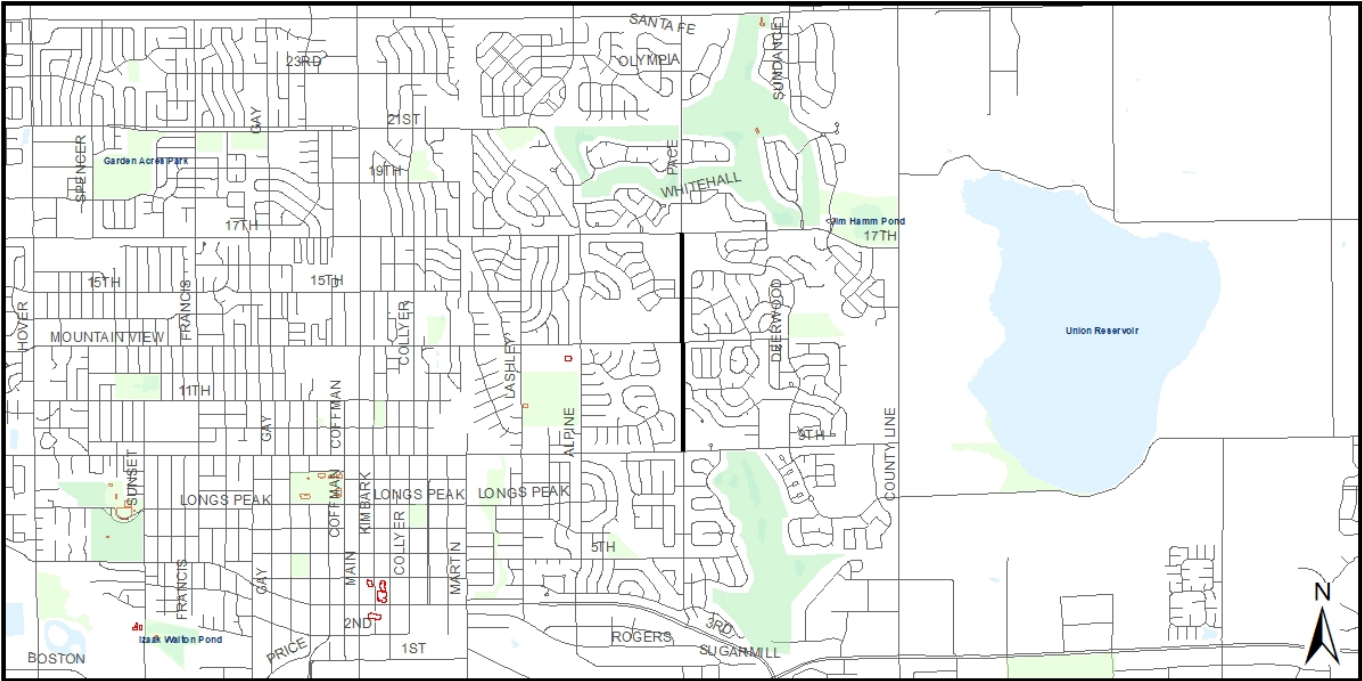 SANTA FE
23RD
OLYMPIA
SUNDANCE
GAY
21ST
SPENCER
Garden Acres Park
19TH
PACE
WHITEHALL
17TH
Jim Hamm Pond
17TH
15TH
15TH
HOVER
FRANCIS
MOUNTAIN VIEW
COLLYER
LASHLEY
DEERWOOD
Union Reservoir
11TH
GAY
COFFMAN
ALPINE
9TH
COUNTY LINE
SUNSET
LONGS PEAK
COFFMAN
KIMBARK
LONGS PEAK
LONGS PEAK
COLLYER
5TH
FRANCIS
GAY
MAIN
MARTIN
N
2ND
3RD
Izaak Walton Pond
ROGERS
BOSTON
PRICE
1ST
SUGARMILL